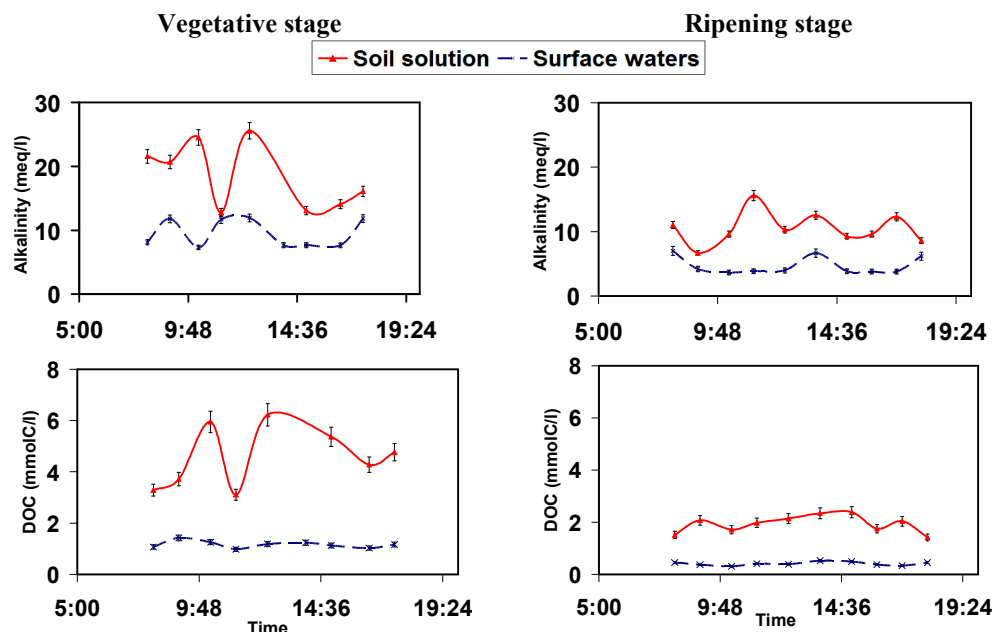 Vegetative stage
Ripening stage
Soil solution Surface waters
Alkalinity (meq/l)
30
20
10
0
5:00 9:48 14:36 19:24
Alkalinity (meq/l)
30
20
10
0
5:00 9:48 14:36 19:24
DOC (mmolC/l)
8
6
4
2
0
5:00 9:48 14:36 19:24
Time
DOC (mmolC/l)
8
6
4
2
0
5:00 9:48 14:36 19:24
Time